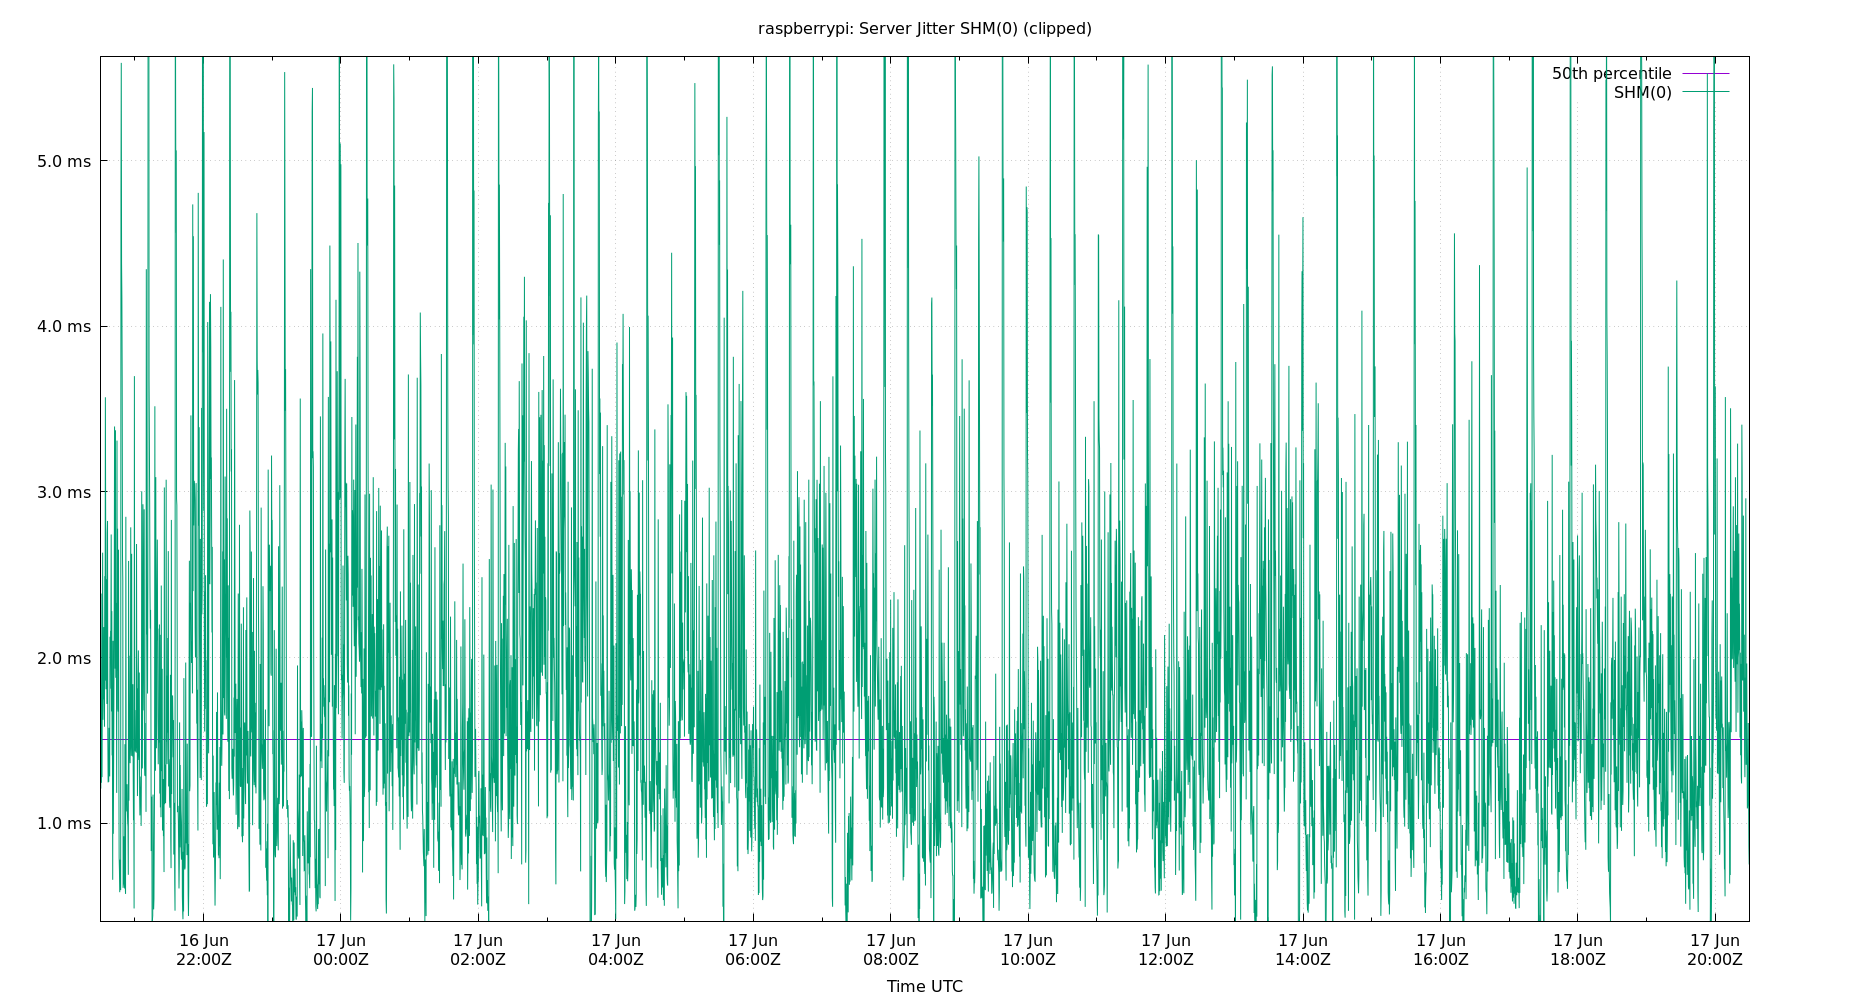 raspberrypi: Server Jitter SHM(0) (clipped)
50th percentile
SHM(0)
5.0 ms
4.0 ms
3.0 ms
2.0 ms
1.0 ms
16 Jun 17 Jun 17 Jun 17 Jun 17 Jun 17 Jun 17 Jun 17 Jun 17 Jun 17 Jun 17 Jun 17 Jun
22:00Z 00:00Z 02:00Z 04:00Z 06:00Z 08:00Z 10:00Z 12:00Z 14:00Z 16:00Z 18:00Z 20:00Z
Time UTC